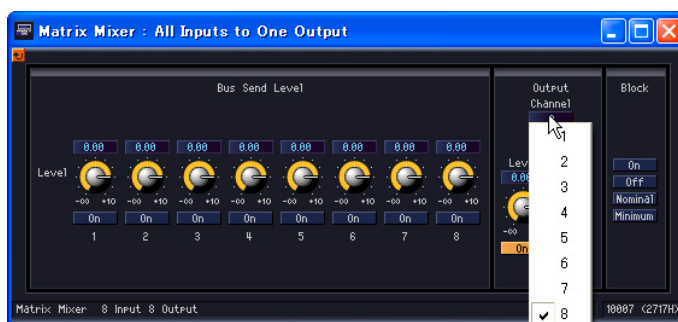 Matrix Mixer : All Inputs to One Output
Bus Send Level
Output
Channel
Block
0.00 0.00 0.00 0.00 0.00 0.00 0.00 0.00
Level
-∞ +10 -∞ +10 -∞ +10 -∞ +10 -∞ +10 -∞ +10 -∞ +10 -∞ +10
On On On On On On On On
1 2 3 4 5 6 7 8
-∞
On
1
2
3
4
5
6
7
✓ 8
On
Off
Nominal
Minimum
Matrix Mixer 8 Input 8 Output
10007 (2717H)